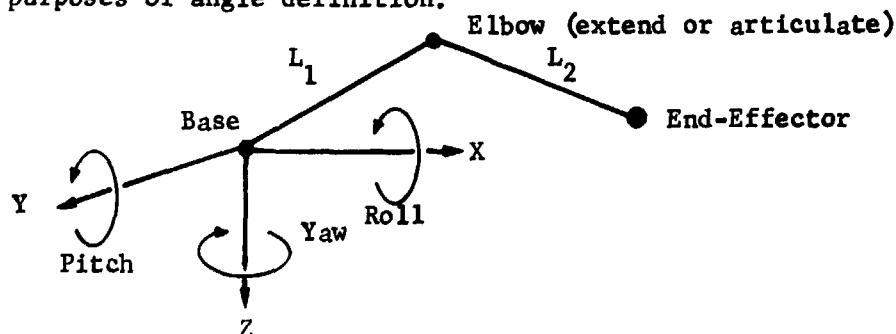 purposes of angle definition.
Elbow (extend or articulate)
L1
L2
Base
End-Effector
X
Y
Roll
Yaw
Pitch
Z